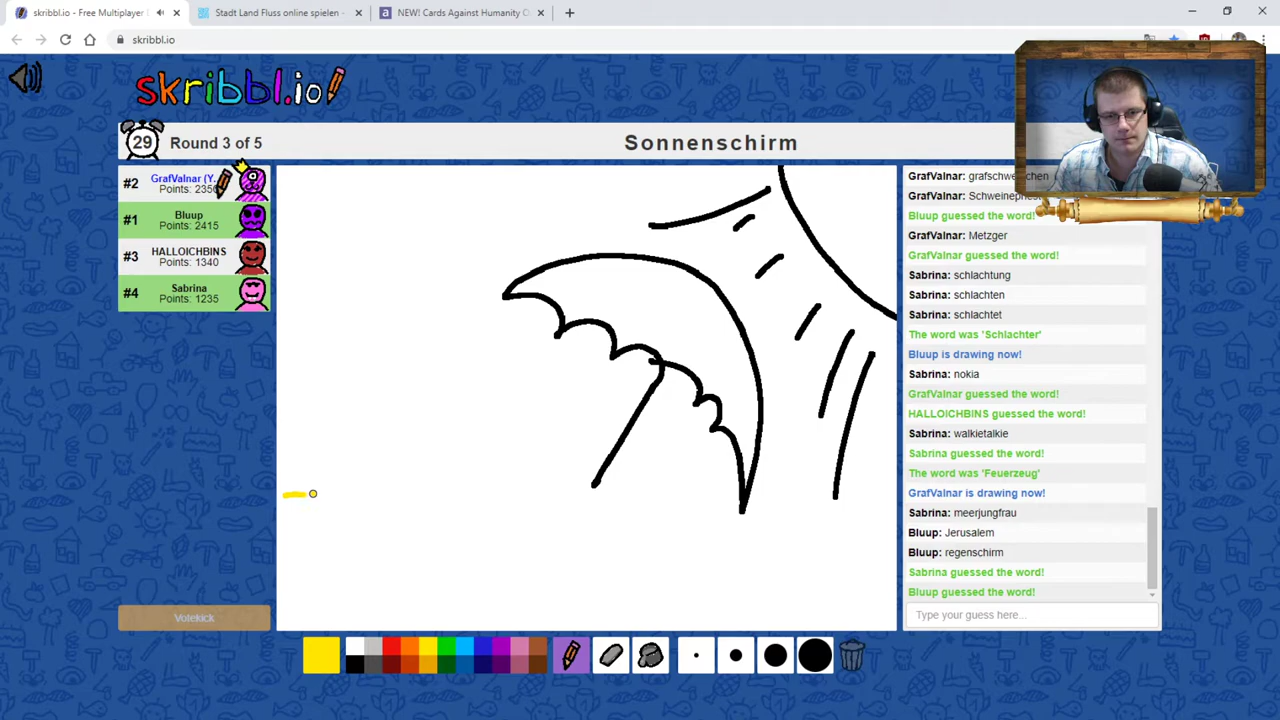 skribbl.io - Free Multiplayer
Stadt Land Fluss online spielen -
NEW! Cards Against Humanity O
skribbl.io
skribbl.io!
29
Round 3 of 5
Sonnenschirm
#2
GrafValnar (Y..
Points: 2356
#1
Bluup
Points: 2415
#3
HALLOICHBINS
Points: 1340
#4
Sabrina
Points: 1235
Votekick
GrafValnar: grafschweinchen
GrafValnar:
Bluup guessed the word!
GrafValnar: Metzger
GrafValnar guessed the word!
Sabrina: schlachtung
Sabrina: schlachten
Sabrina: schlachtet
The word was 'Schlachter'
Bluup is drawing now!
Sabrina: nokia
GrafValnar guessed the word!
HALLOICHBINS guessed the word!
Sabrina: walkietalkie
Sabrina guessed the word!
The word was 'Feuerzeug'
GrafValnar is drawing now!
Sabrina: meerjungfrau
Bluup: Jerusalem
Bluup: regenschirm
Sabrina guessed the word!
Bluup guessed the word!
Type your guess here...